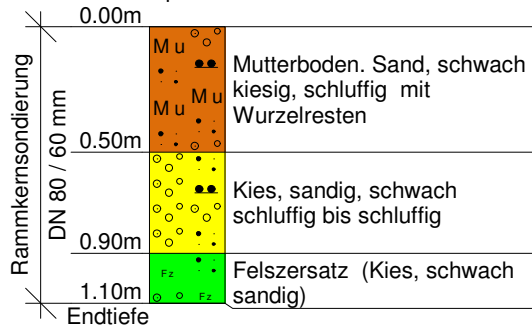 0.00m
Rammkernsondierung
DN 80 / 60 mm
Mu
Mu
Mu
Mutterboden. Sand, schwach
kiesig, schluffig mit
Wurzelresten
0.50m
Kies, sandig, schwach
schluffig bis schluffig
0.90m
Fz
Fz
Felszersatz (Kies, schwach
sandig)
1.10m
Endtiefe